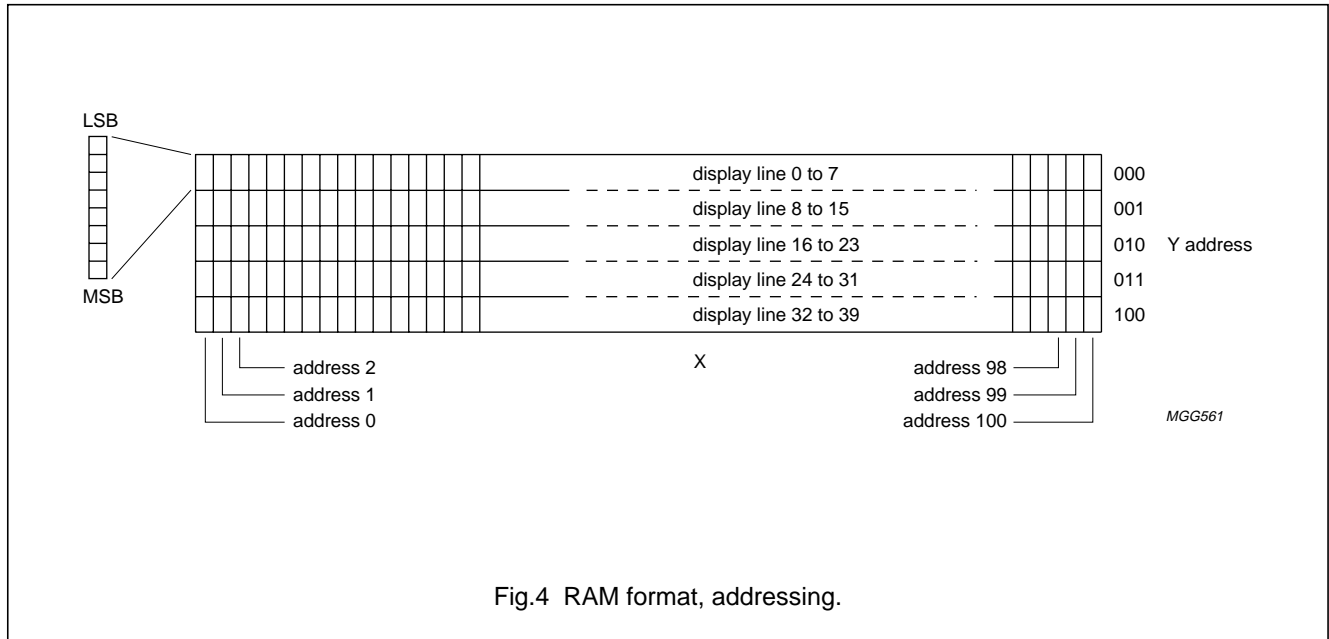 LSB
MSB
display line 0 to 7
000
display line 8 to 15
001
display line 16 to 23
010 Y address
display line 24 to 31
011
display line 32 to 39
100
X
address 2
address 1
address 0
address 98
address 99
address 100
MGG561
Fig.4 RAM format, addressing.